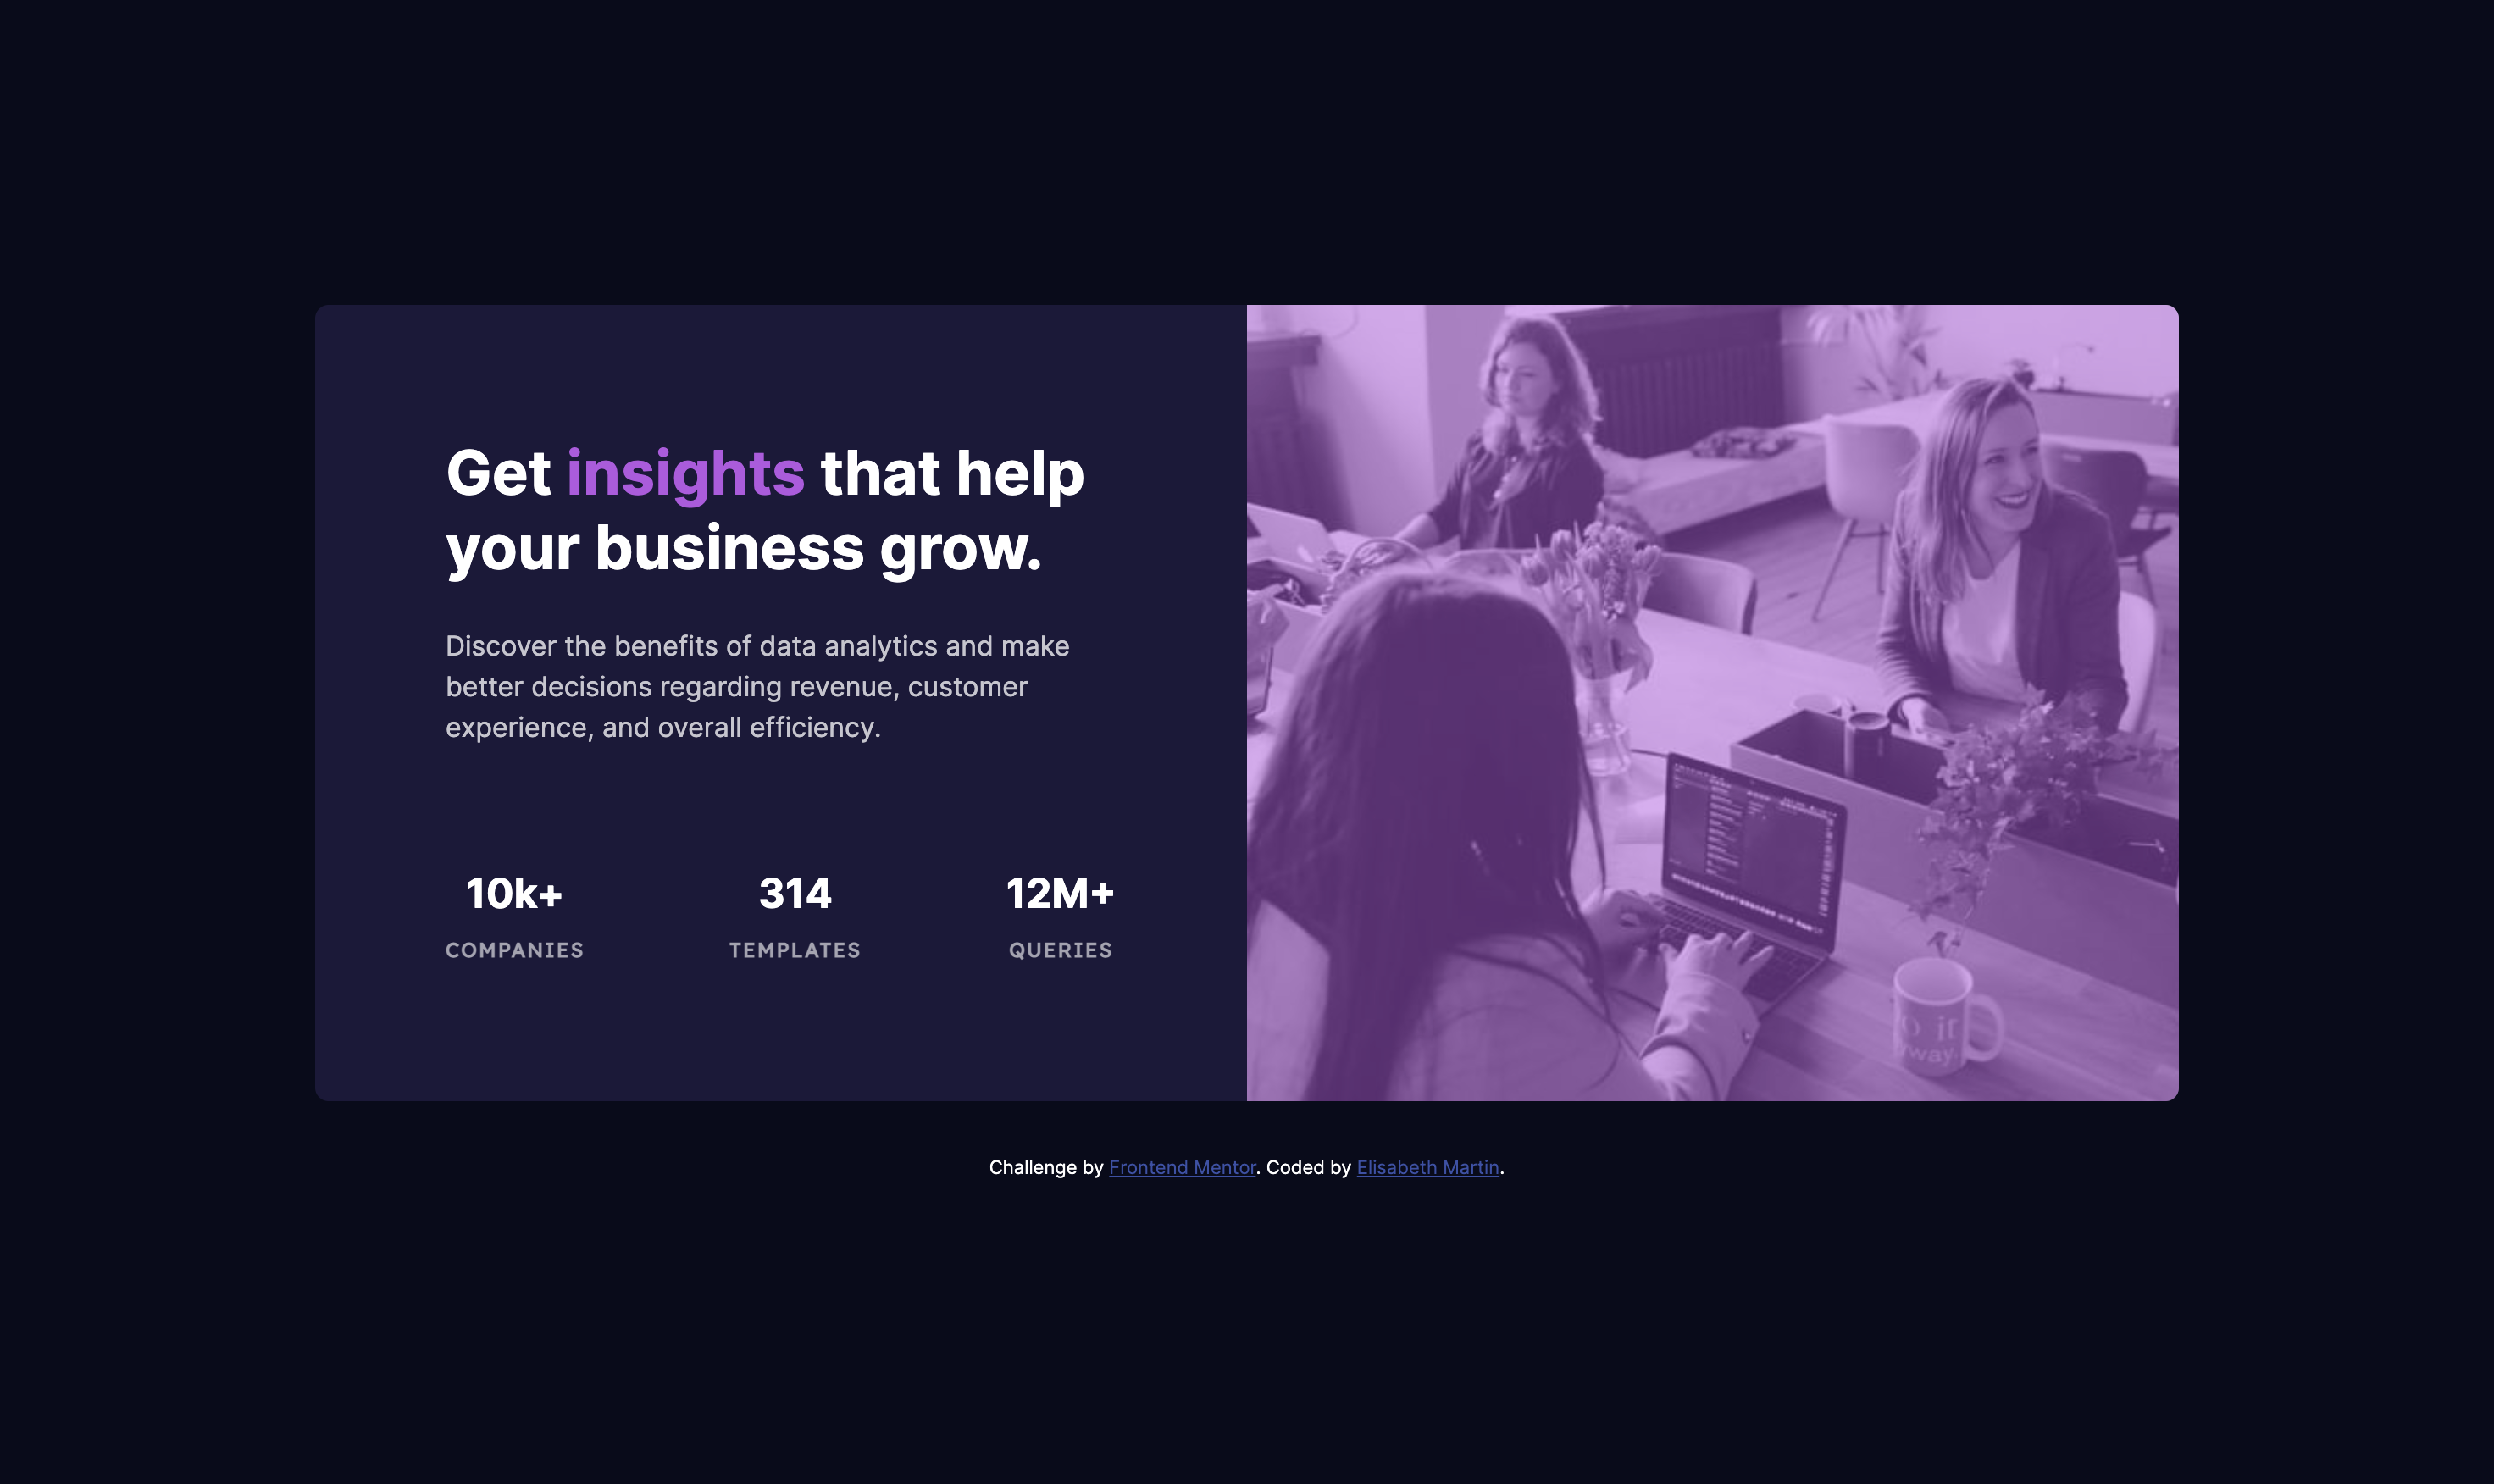 Get insights that help
your business grow.
Discover the benefits of data analytics and make
better decisions regarding revenue, customer
experience, and overall efficiency.
10k+ 314 12M+
COMPANIES TEMPLATES QUERIES
Challenge by Frontend Mentor. Coded by Elisabeth Martin.